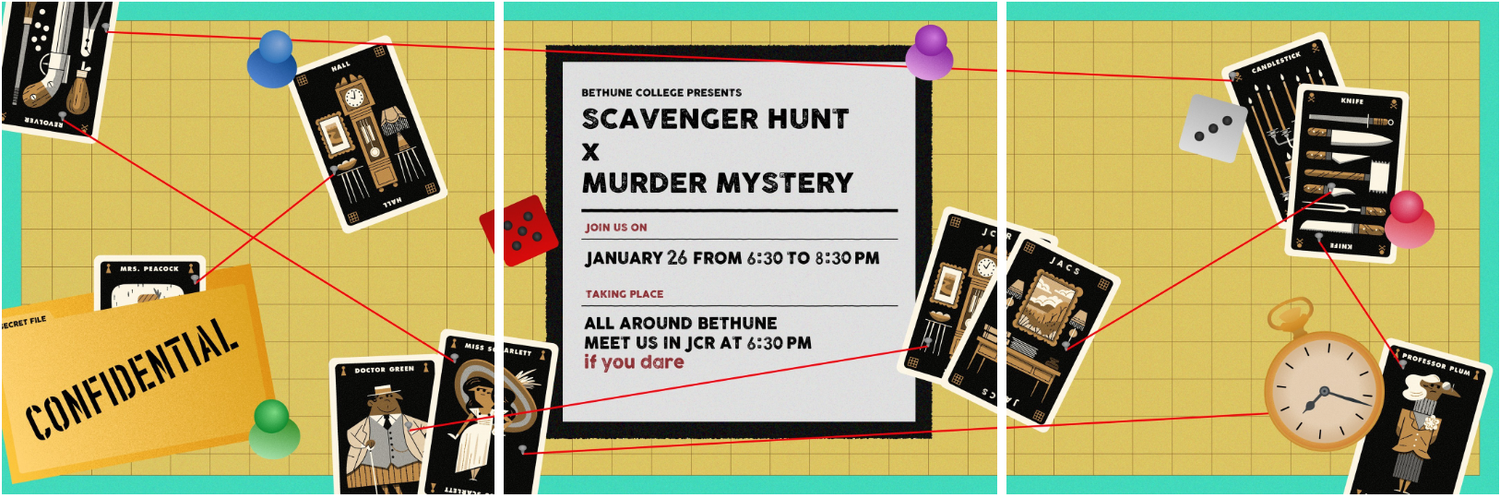 REVOLVER
HALL
HALL
MRS. PEACOCK
SECRET FILE
CONFIDENTIAL
DOCTOR GREEN
MISS SCARLETT
SCARLETT
BETHUNE COLLEGE PRESENTS
SCAVENGER HUNT
X
MURDER MYSTERY
JOIN US ON
JANUARY 26 FROM 6:30 TO 8:30 PM
TAKING PLACE
ALL AROUND BETHUNE
MEET US IN JCR AT 6:30 PM
if you dare
JCR
JACS
JACS
CANDLESTICK
KNIFE
KNIFE
PROFESSOR PLUM